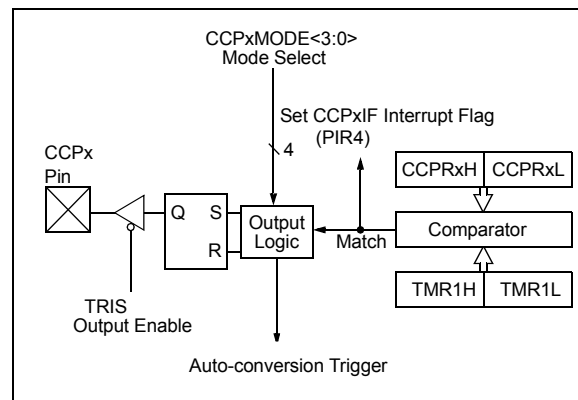 CCPxMODE<3:0>
Mode Select
Set CCPxIF Interrupt Flag
(PIR4)
4
CCPx
Pin
CCPRxH CCPRxL
Q S
R
Output
Logic
Match
Comparator
TMR1H TMR1L
TRIS
Output Enable
Auto-conversion Trigger